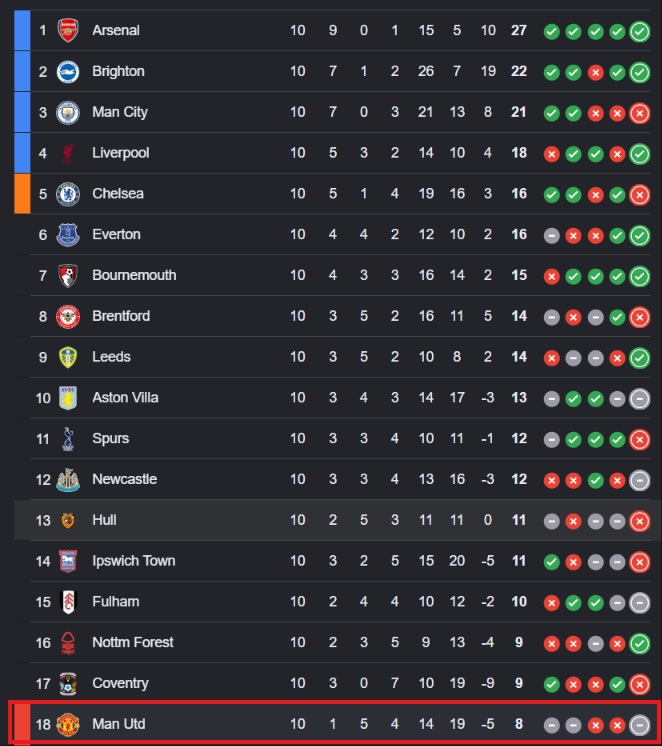 1 Arsenal 10 9 0 1 15 5 10 27
2 Brighton 10 7 1 2 26 7 19 22
3 Man City 10 7 0 3 21 13 8 21
4 Liverpool 10 5 3 2 14 10 4 18
5 Chelsea 10 5 1 4 19 16 3 16
6 Everton 10 4 4 2 12 10 2 16
7 Bournemouth 10 4 3 3 16 14 2 15
8 Brentford 10 3 5 2 16 11 5 14
9 Leeds 10 3 5 2 10 8 2 14
10 Aston Villa 10 3 4 3 14 17 -3 13
11 Spurs 10 3 3 4 10 11 -1 12
12 Newcastle 10 3 3 4 13 16 -3 12
13 Hull 10 2 5 3 11 11 0 11
14 Ipswich Town 10 3 2 5 15 20 -5 11
15 Fulham 10 2 4 4 10 12 -2 10
16 Nottm Forest 10 2 3 5 9 13 -4 9
17 Coventry 10 3 0 7 10 19 -9 9
18 Man Utd 10 1 5 4 14 19 -5 8